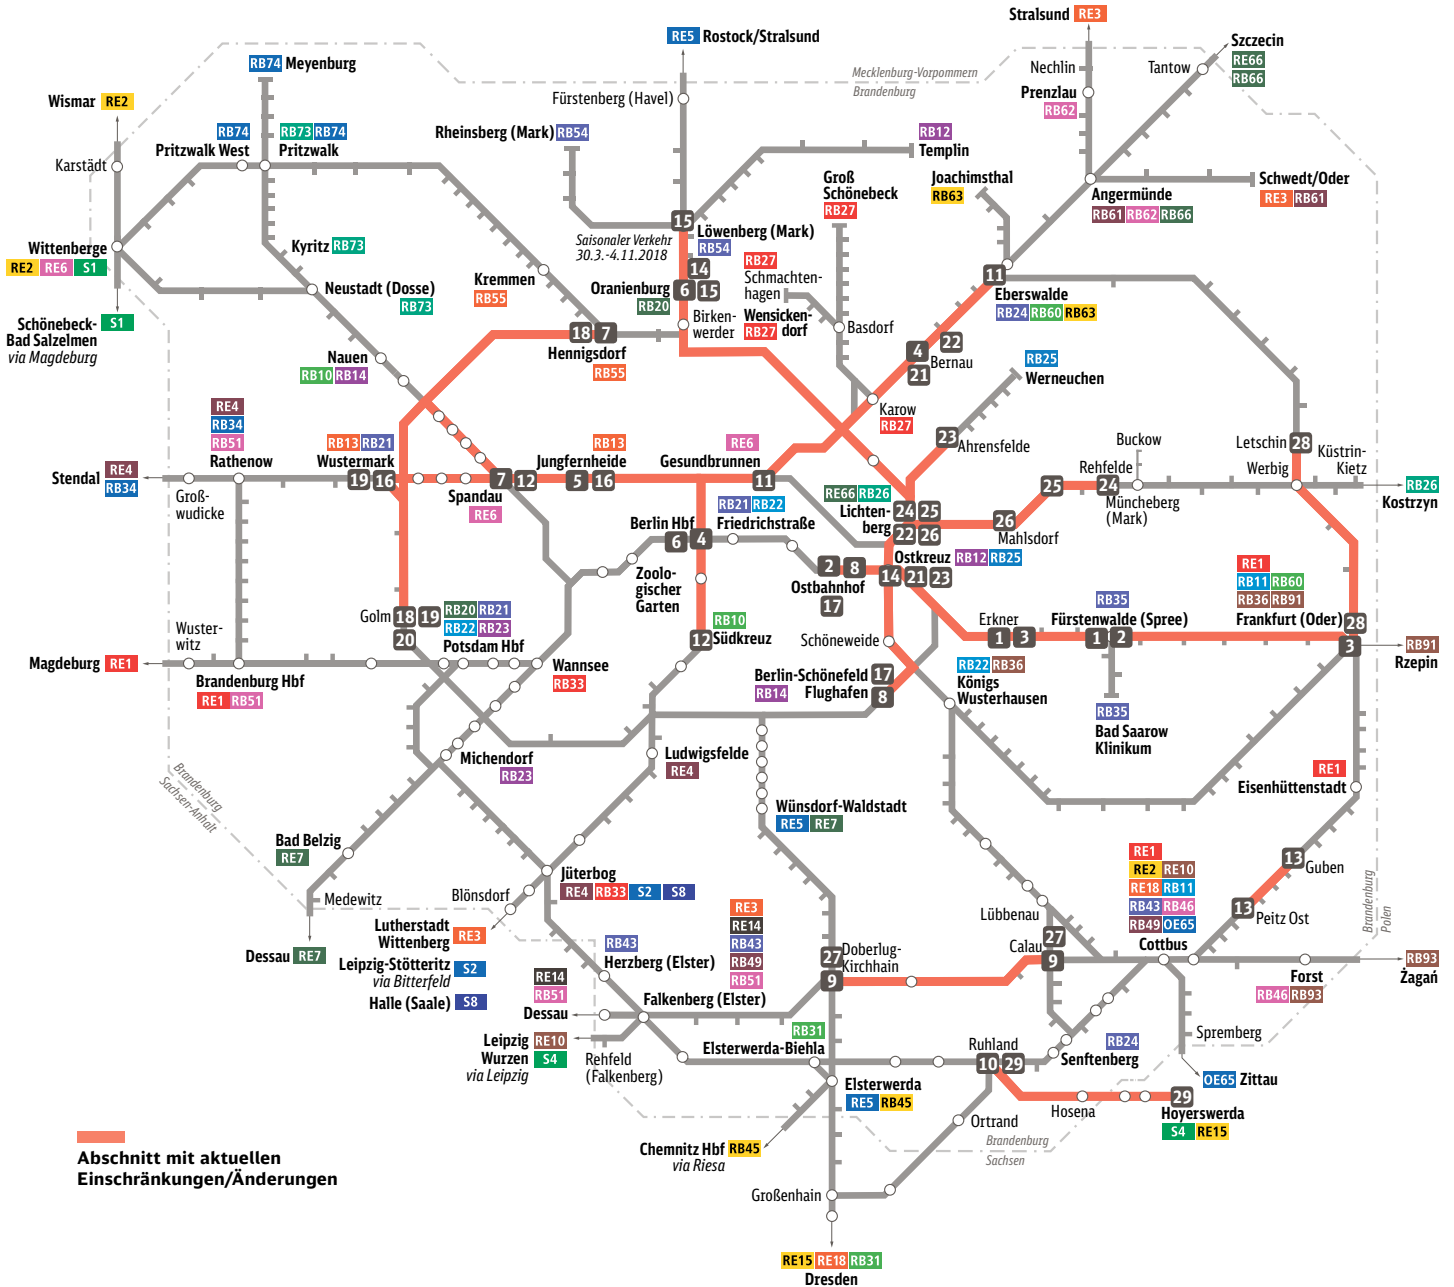 Stralsund RE3
RE5 Rostock/Stralsund
Szczecin
RE66
RB66
RB74 Meyenburg
Nechlin
Tantow
Mecklenburg-Vorpommern
Brandenburg
Wismar RE2
Fürstenberg (Havel)
Prenzlau
RB62
RB74
Pritzwalk West
RB73 RB74
Pritzwalk
Rheinsberg (Mark) RB54
RB12
Templin
Karstädt
Groß
Schönebeck
RB27
Joachimsthal
RB63
Angermünde
RB61 RB62 RB66
Schwedt/Oder
RE3 RB61
15
Saisonaler Verkehr
30.3.-4.11.2018
Löwenberg (Mark)
RB54
Wittenberge
RE2 RE6 S1
Kyritz RB73
Neustadt (Dosse)
RB73
Kremmen
RB55
14
Oranienburg
RB20
6 15
RB27
Schmachten-
hagen
Wensicken-
dorf
RB27
Basdorf
11
Eberswalde
RB24 RB60 RB63
Schönebeck-
Bad Salzelmen
via Magdeburg
S1
Birken-
werder
18 7
Hennigsdorf
RB55
4
21
22
Bernau
Nauen
RB10 RB14
RB25
Werneuchen
Karow
RB27
23
Ahrensfelde
RE4
RB34
RB51
Rathenow
RB13 RB21
Wustermark
19 16
RB13
Jungfernheide
5 16
RE6
Gesundbrunnen
11
Buckow
Letschin
28
Werbig
Küstrin-
Kietz
Stendal RE4
RB34
Groß-
wudicke
7 12
Spandau
RE6
RB21 RB22
Friedrichstraße
RE66 RB26
Lichten-
berg
24 25
22 26
25
Rehfelde
24
Müncheberg
(Mark)
RB26
Kostrzyn
26
Mahlsdorf
Berlin Hbf
6 4
Zoolo-
gischer
Garten
2 8
Ostbahnhof
17
Ostkreuz RB12 RB25
14 21 23
RE1
RB11 RB60
RB36 RB91
Frankfurt (Oder)
28
3
Golm 18 19
20
RB20 RB21
RB22 RB23
Potsdam Hbf
RB10
12 Südkreuz
Schöneweide
Erkner
1 3
RB35
Fürstenwalde (Spree)
1 2
Wuster-
witz
Magdeburg RE1
Brandenburg Hbf
RE1 RB51
Wannsee
RB33
Berlin-Schönefeld
Flughafen
RB14
17
8
RB22 RB36
Königs
Wusterhausen
RB35
Bad Saarow
Klinikum
RB91
Rzepin
Michendorf
RB23
Ludwigsfelde
RE4
RE1
Eisenhüttenstadt
Brandenburg
Sachsen-Anhalt
Wünsdorf-Waldstadt
RE5 RE7
Bad Belzig
RE7
Medewitz
Blönsdorf
Jüterbog
RE4 RB33 S2 S8
RE1
RE2 RE10
RE18 RB11
RB43 RB46
RB49 OE65
Cottbus
13
Guben
13
Peitz Ost
Brandenburg
Polen
Lutherstadt
Wittenberg RE3
Leipzig-Stötteritz S2
via Bitterfeld
Halle (Saale) S8
Dessau RE7
RE3
RE14
RB43
RB49
RB51
Falkenberg (Elster)
RB43
Herzberg (Elster)
Lübbenau
27
Calau
9
27
9
Doberlug-
Kirchhain
Forst
RB46 RB93
RB93
Żagań
RE14
RB51
Dessau
Leipzig RE10
Wurzen S4
via Leipzig
Rehfeld
(Falkenberg)
RB31
Elsterwerda-Biehla
Ruhland
10 29
RB24
Senftenberg
Spremberg
OE65 Zittau
Elsterwerda
RE5 RB45
Hosena
29
Hoyerswerda
S4 RE15
Ortrand
Brandenburg
Sachsen
Chemnitz Hbf RB45
via Riesa
Großenhain
RE15 RE18 RB31
Dresden
Abschnitt mit aktuellen
Einschränkungen/Änderungen